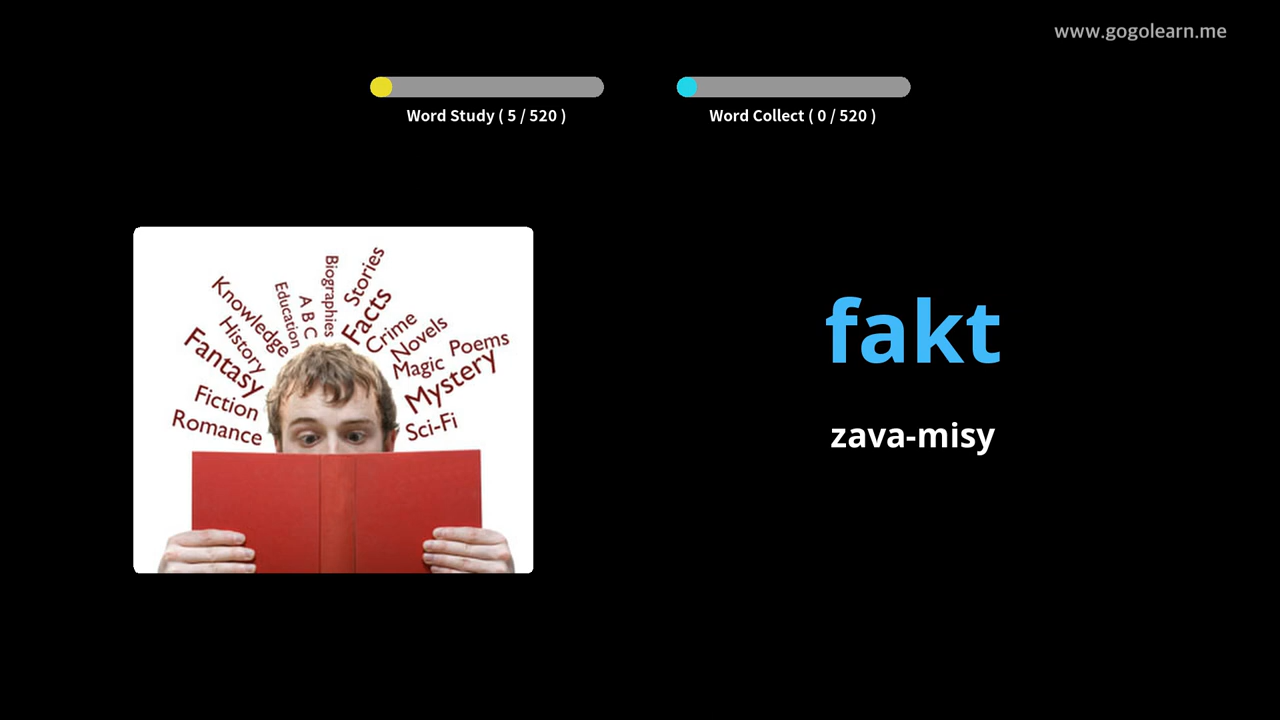 www.gogolearn.me
Word Study ( 5 / 520 )
Word Collect ( 0 / 520 )
Knowledge
Education
A B C
Biographies
Stories
Facts
Crime
Novels
Poems
History
Fantasy
Magic
Mystery
Fiction
Romance
Sci-Fi
fakt
zava-misy